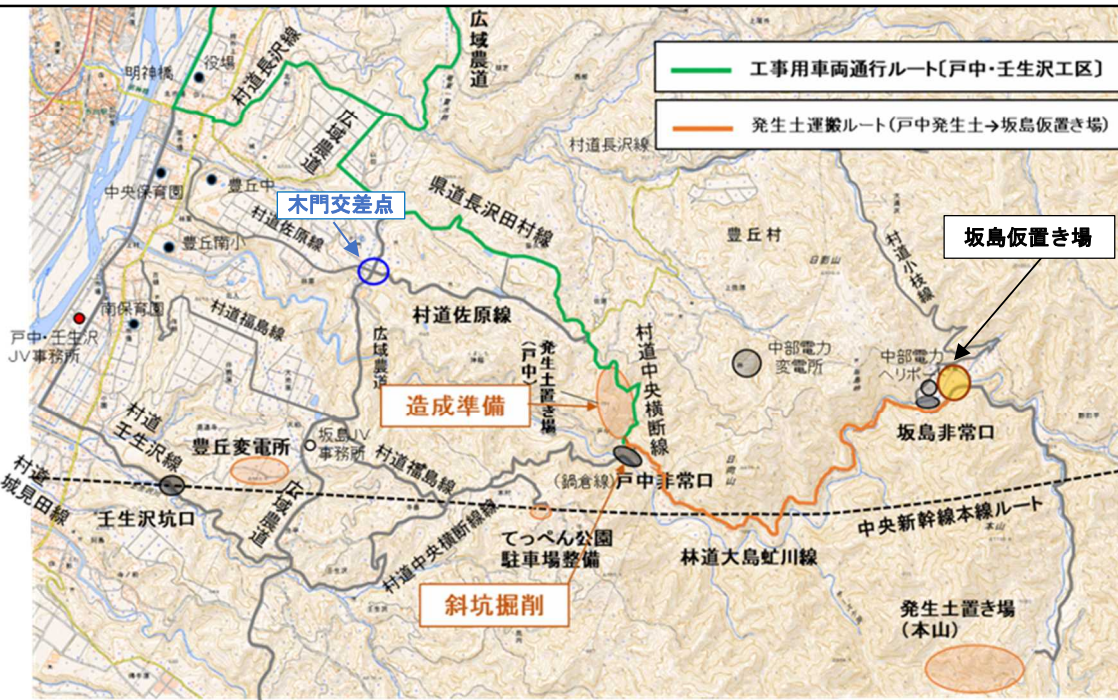 広域農道
工事用車両通行ルート〔戸中・壬生沢工区〕
発生土運搬ルート（戸中発生土→坂島仮置き場）
明神橋
役場
村道長沢線
広域農道
村道長沢線
中央保育園
豊丘中
木門交差点
県道長沢田村線
豊丘村
日影山
村道小枝線
坂島仮置き場
村道佐原線
豊丘南小
村道佐原線
南保育園
戸中・壬生沢
JV事務所
村道福島線
広域農道
発生土置き場
（戸中）
村道中央横断線
中部電力
変電所
中部電力
ヘリポート
造成準備
坂島非常口
村道
壬生沢線
豊丘変電所
坂島JV
事務所
村道福島線
（鍋倉線）
戸中非常口
村道
城見田線
壬生沢坑口
広域農道
村道中央横断線
てっぺん公園
駐車場整備
林道大島虻川線
中央新幹線本線ルート
本山
斜坑掘削
発生土置き場
（本山）
壬生沢